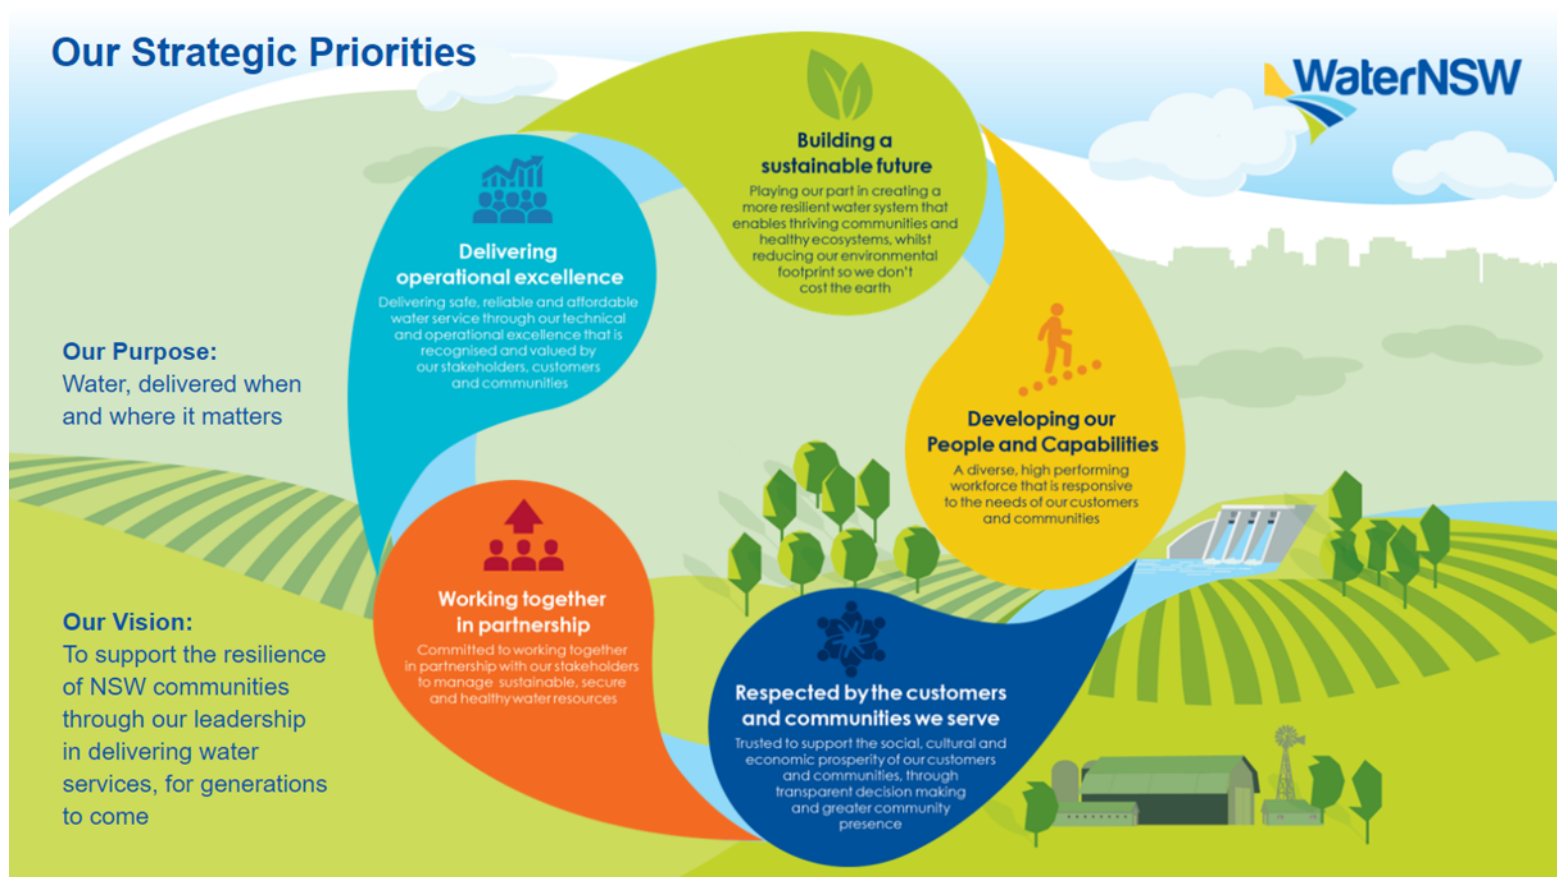 Our Strategic Priorities
WaterNSW
Building a
sustainable future
Playing our part in creating a
more resilient water system that
enables thriving communities and
healthy ecosystems, whilst
reducing our environmental
footprint so we don't
cost the earth
Delivering
operational excellence
Delivering safe, reliable and affordable
water service through our technical
and operational excellence that is
recognised and valued by
our stakeholders, customers
and communities
Developing our
People and Capabilities
A diverse, high performing
workforce that is responsive
to the needs of our customers
and communities
Our Purpose:
Water, delivered when
and where it matters
Working together
in partnership
Committed to working together
in partnership with our stakeholders
to manage sustainable, secure
and healthy water resources
Our Vision:
To support the resilience
of NSW communities
through our leadership
in delivering water
services, for generations
to come
Respected by the customers
and communities we serve
Trusted to support the social, cultural and
economic prosperity of our customers
and communities, through
transparent decision making
and greater community
presence